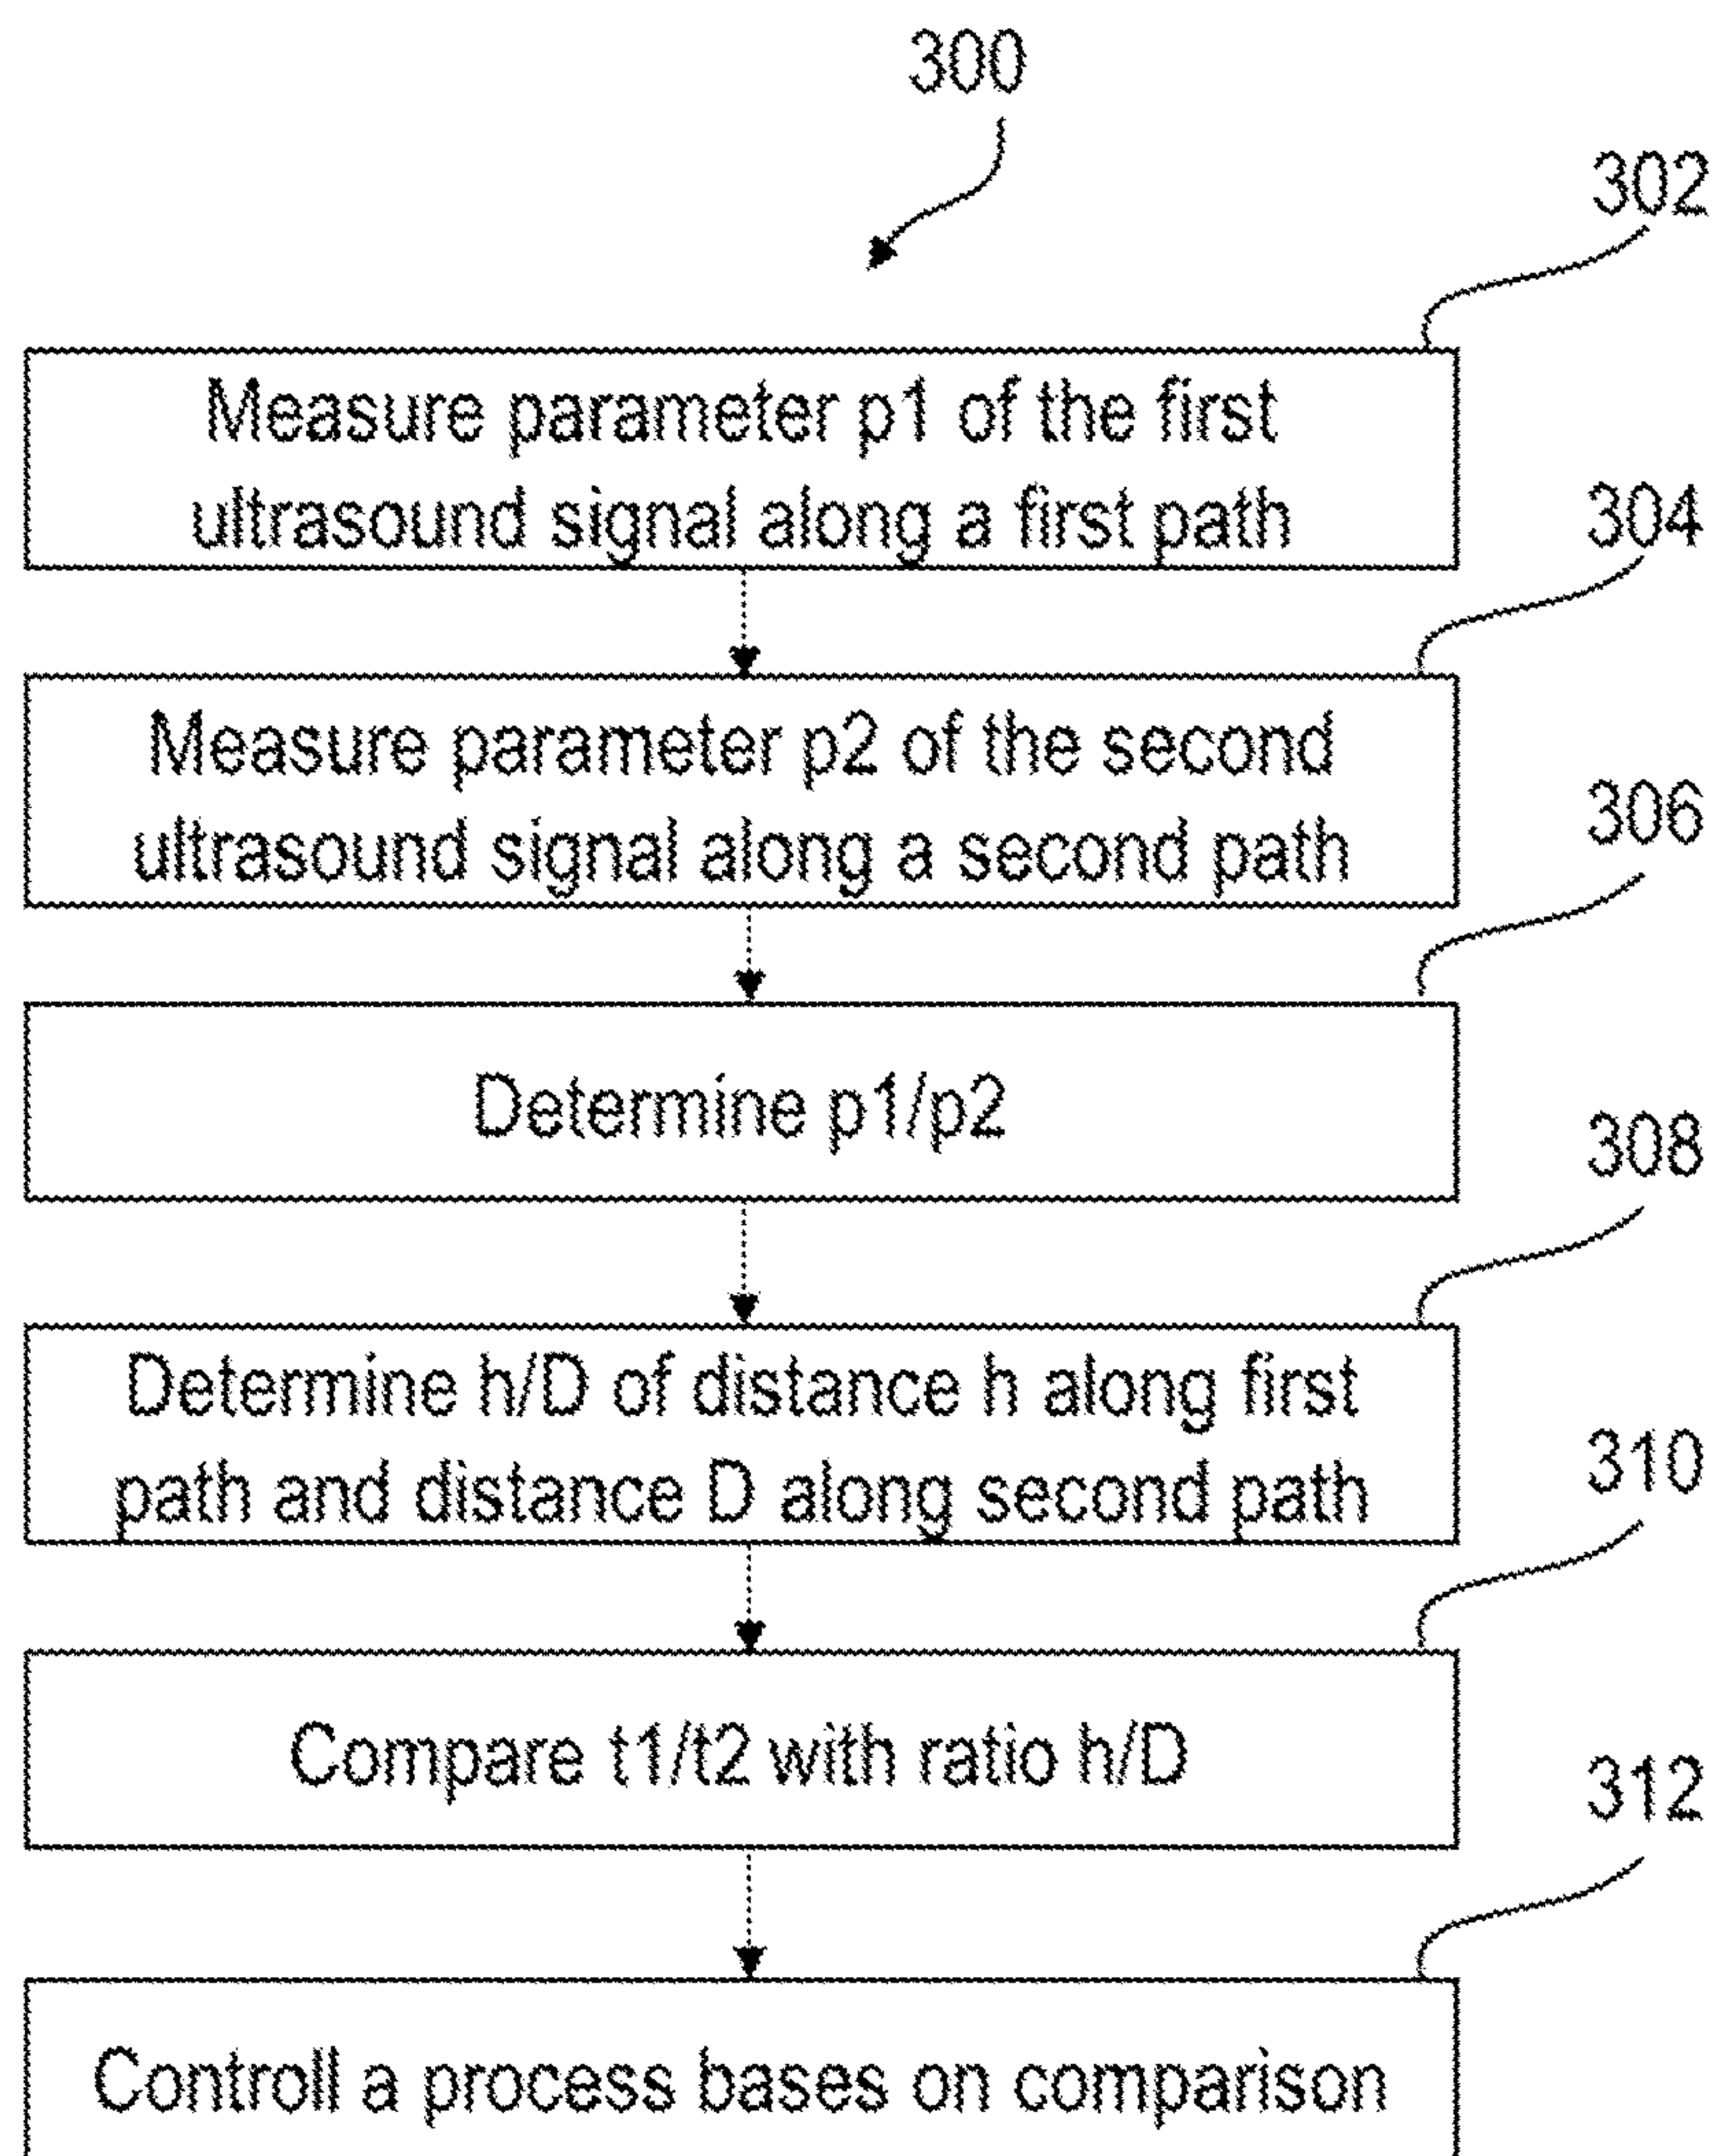 300
302
Measure parameter p1 of the first
ultrasound signal along a first path
304
Measure parameter p2 of the second
ultrasound signal along a second path
306
Determine p1/p2
308
Determine h/D of distance h along first
path and distance D along second path
310
Compare t1/t2 with ratio h/D
312
Controll a process bases on comparison